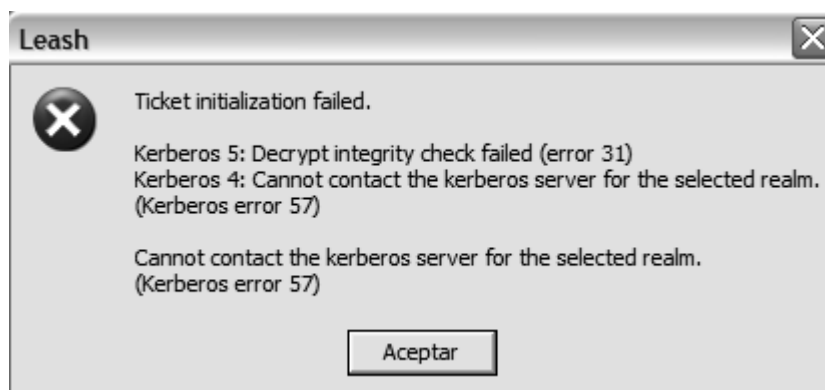 Leash
Ticket initialization failed.
Kerberos 5: Decrypt integrity check failed (error 31)
Kerberos 4: Cannot contact the kerberos server for the selected realm.
(Kerberos error 57)
Cannot contact the kerberos server for the selected realm.
(Kerberos error 57)
Aceptar